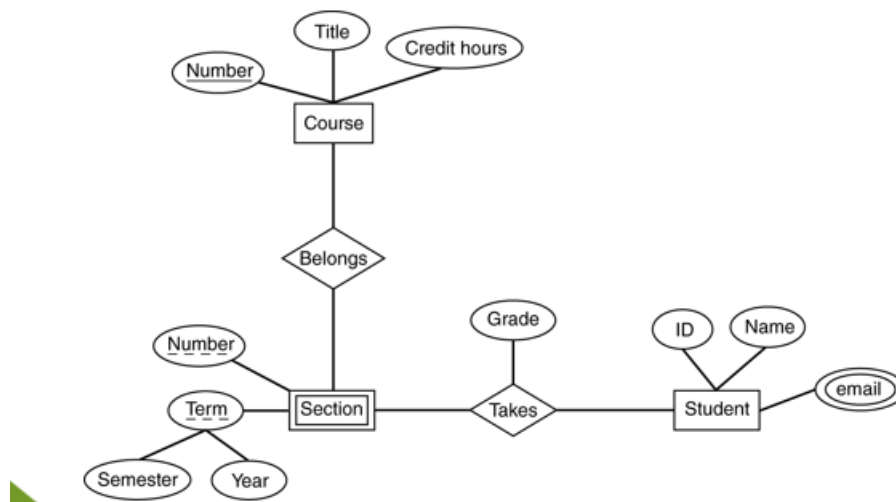 Title
Credit hours
Number
Course
Belongs
Number
Grade
ID
Name
Term
Section
Takes
Student
email
Semester
Year